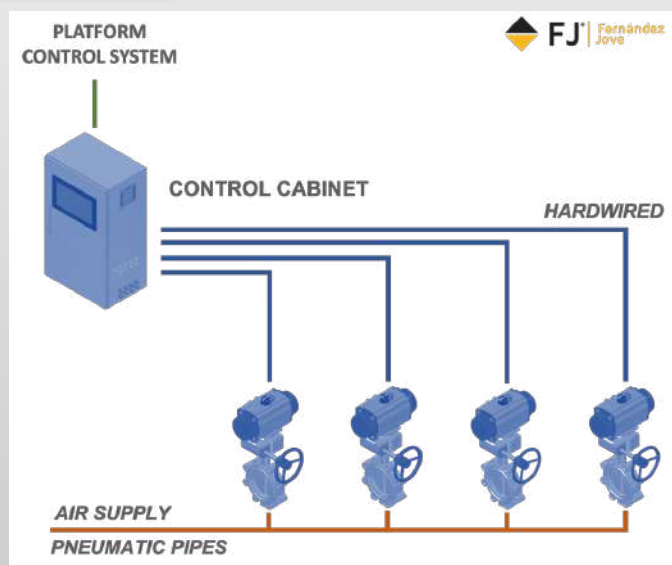 PLATFORM
CONTROL SYSTEM
FJ® Fernández
Jove
CONTROL CABINET
HARDWIRED
AIR SUPPLY
PNEUMATIC PIPES